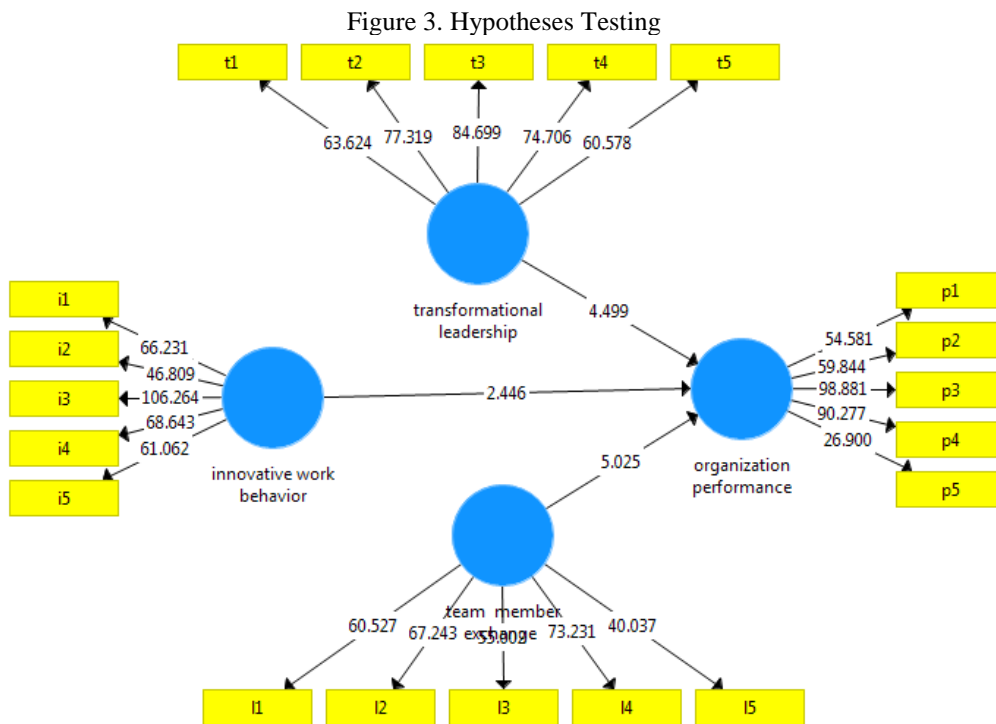 Figure 3. Hypotheses Testing
t1 t2 t3 t4 t5
63.624 77.319 84.699 74.706 60.578
transformational
leadership
4.499
i1
i2
i3
i4
i5
66.231
46.809
106.264
68.643
61.062
innovative work
behavior
2.446
p1
p2
p3
p4
p5
54.581
59.844
98.881
90.277
26.900
organization
performance
5.025
team member
exchange
60.527 67.243 73.231 40.037
l1 l2 l3 l4 l5